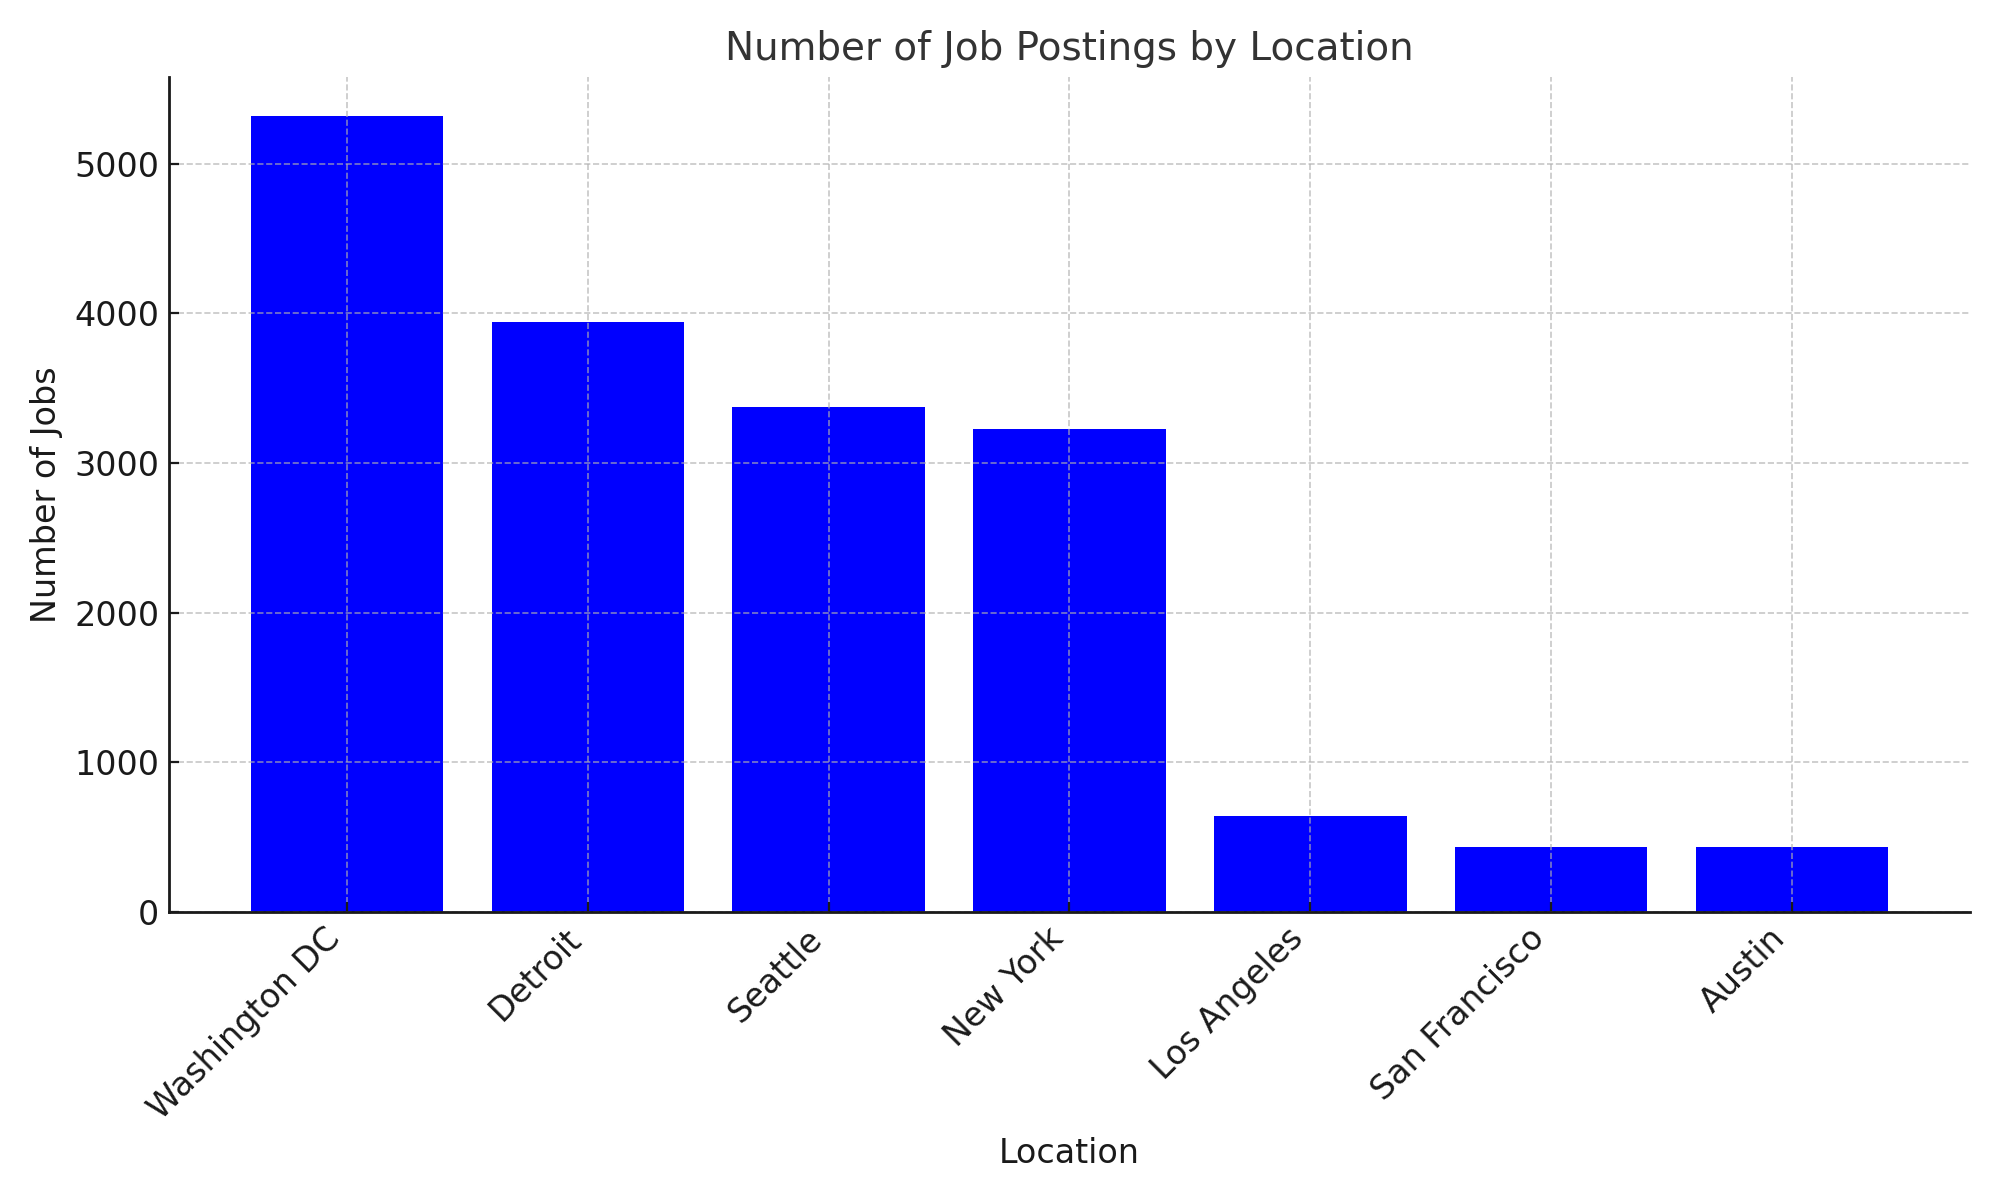 Number of Job Postings by Location
Number of Jobs
5000
4000
3000
2000
1000
0
Washington DC
Detroit
Seattle
New York
Los Angeles
San Francisco
Austin
Location